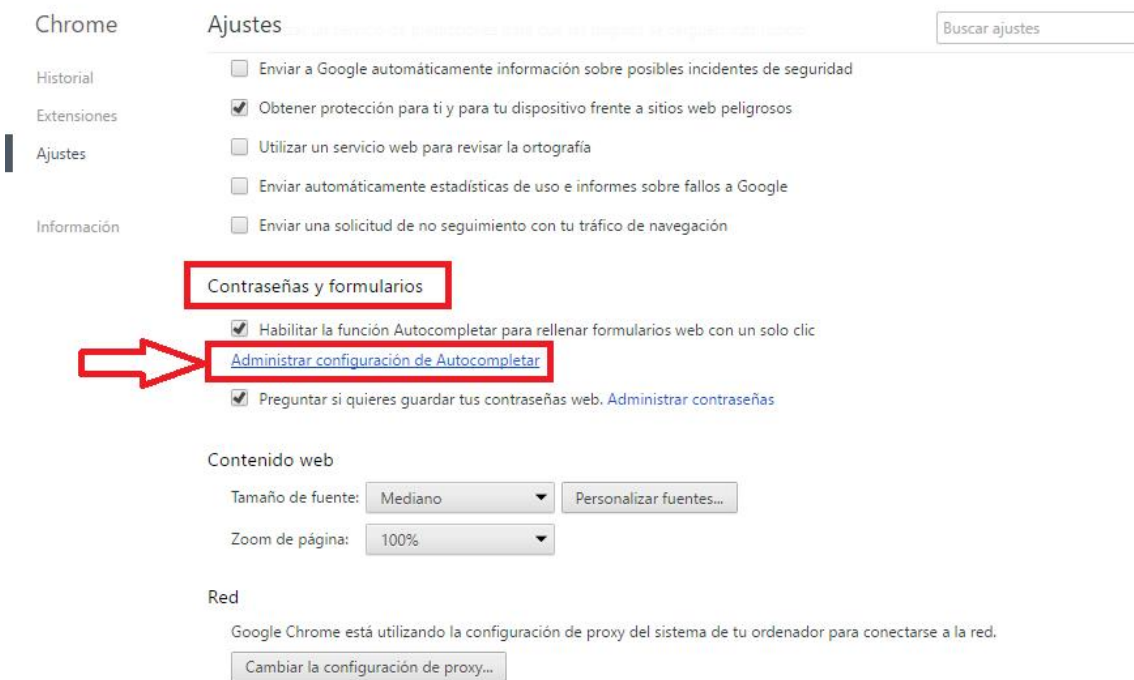 Chrome
Ajustes
Buscar ajustes
Historial
Extensiones
Ajustes
Información
Enviar a Google automáticamente información sobre posibles incidentes de seguridad
Obtener protección para ti y para tu dispositivo frente a sitios web peligrosos
Utilizar un servicio web para revisar la ortografía
Enviar automáticamente estadísticas de uso e informes sobre fallos a Google
Enviar una solicitud de no seguimiento con tu tráfico de navegación
Contraseñas y formularios
Habilitar la función Autocompletar para rellenar formularios web con un solo clic
Administrar configuración de Autocompletar
Preguntar si quieres guardar tus contraseñas web. Administrar contraseñas
Contenido web
Tamaño de fuente: Mediano Personalizar fuentes...
Zoom de página: 100%
Red
Google Chrome está utilizando la configuración de proxy del sistema de tu ordenador para conectarse a la red.
Cambiar la configuración de proxy...